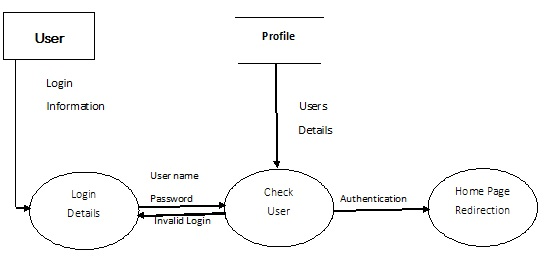 User
Profile
Login
Information
Users
Details
User name
Password
Invalid Login
Login
Details
Check
User
Authentication
Home Page
Redirection